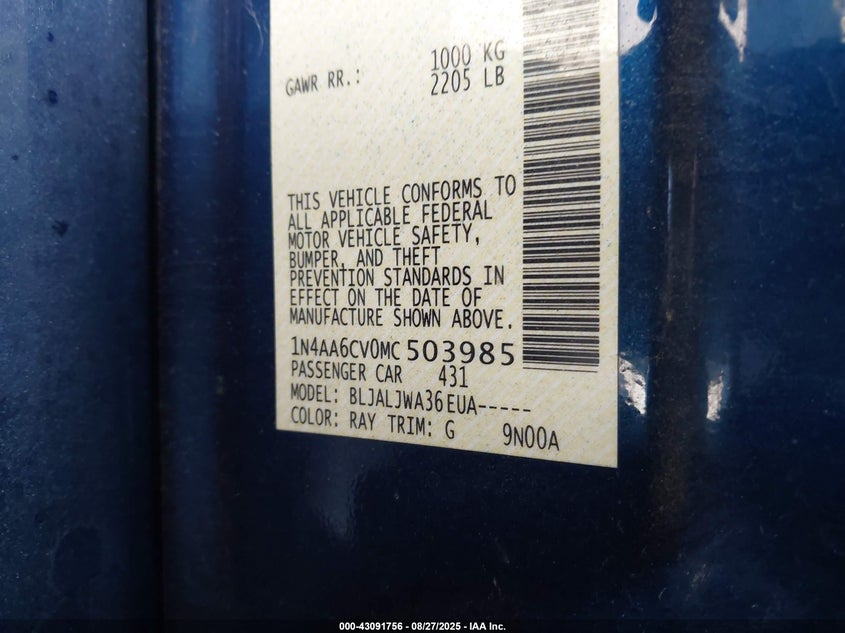 GAWR RR.: 1000 KG
2205 LB
THIS VEHICLE CONFORMS TO
ALL APPLICABLE FEDERAL
MOTOR VEHICLE SAFETY,
BUMPER, AND THEFT
PREVENTION STANDARDS IN
EFFECT ON THE DATE OF
MANUFACTURE SHOWN ABOVE.
1N4AA6CV0MC503985
PASSENGER CAR 431
MODEL: BLJALJWA36EUA-----
COLOR: RAY TRIM: G 9N00A
000-43091756 - 08/27/2025 - IAA Inc.